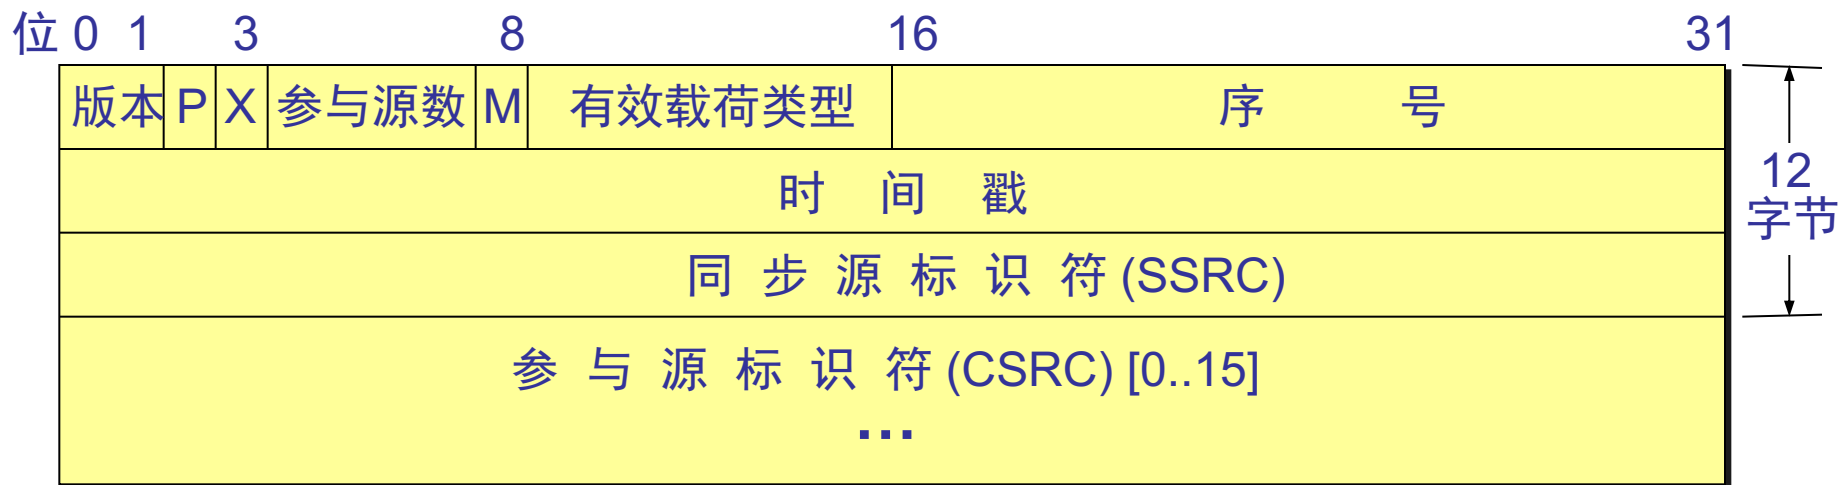 位 0 1 3 8 16 31
版本 P X 参与源数 M 有效载荷类型 序 号
时 间 戳
12
字节
同 步 源 标 识 符 (SSRC)
参 与 源 标 识 符 (CSRC) [0..15]
…